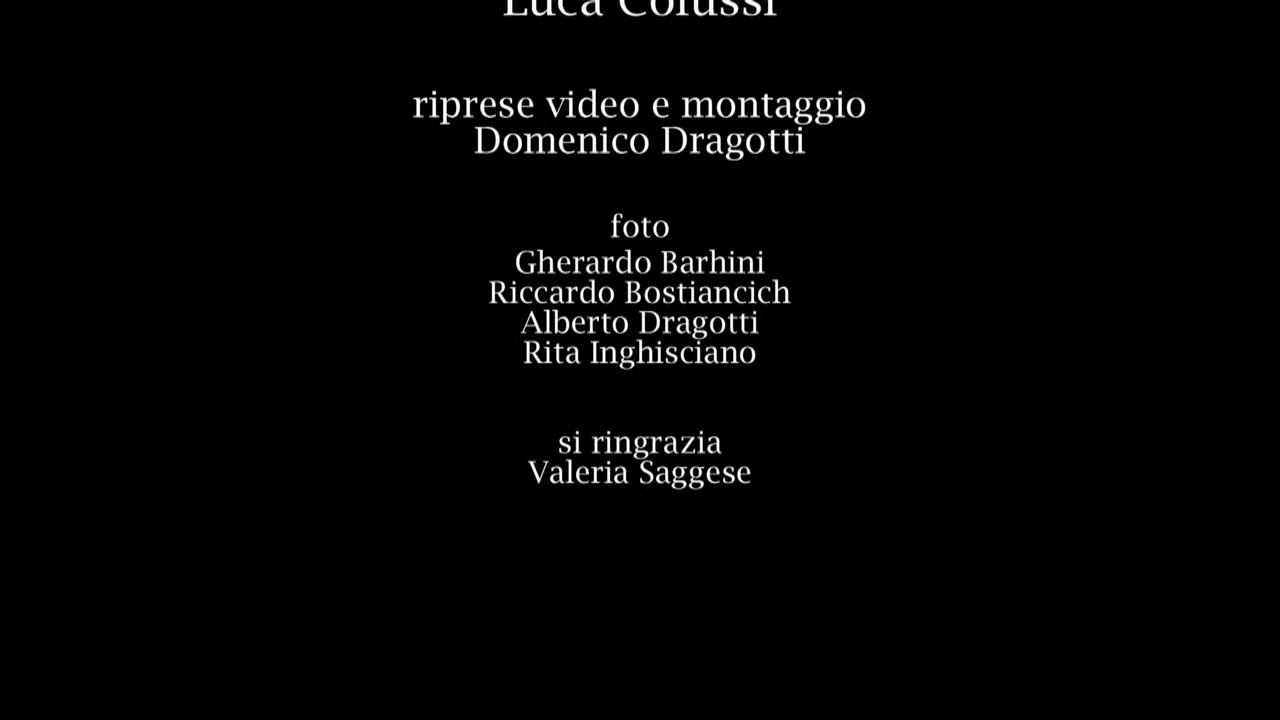 Luca Colussi
riprese video e montaggio
Domenico Dragotti
foto
Gherardo Barhini
Riccardo Bostiancich
Alberto Dragotti
Rita Inghisciano
si ringrazia
Valeria Saggese